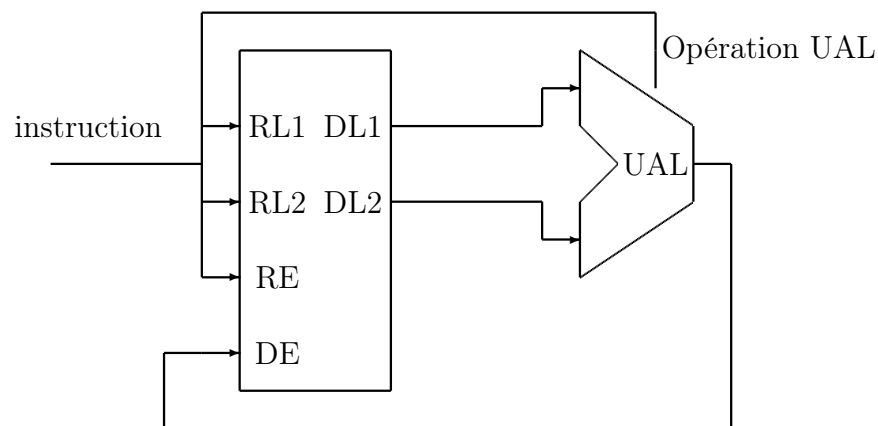 Opération UAL
instruction
RL1 DL1
UAL
RL2 DL2
RE
DE